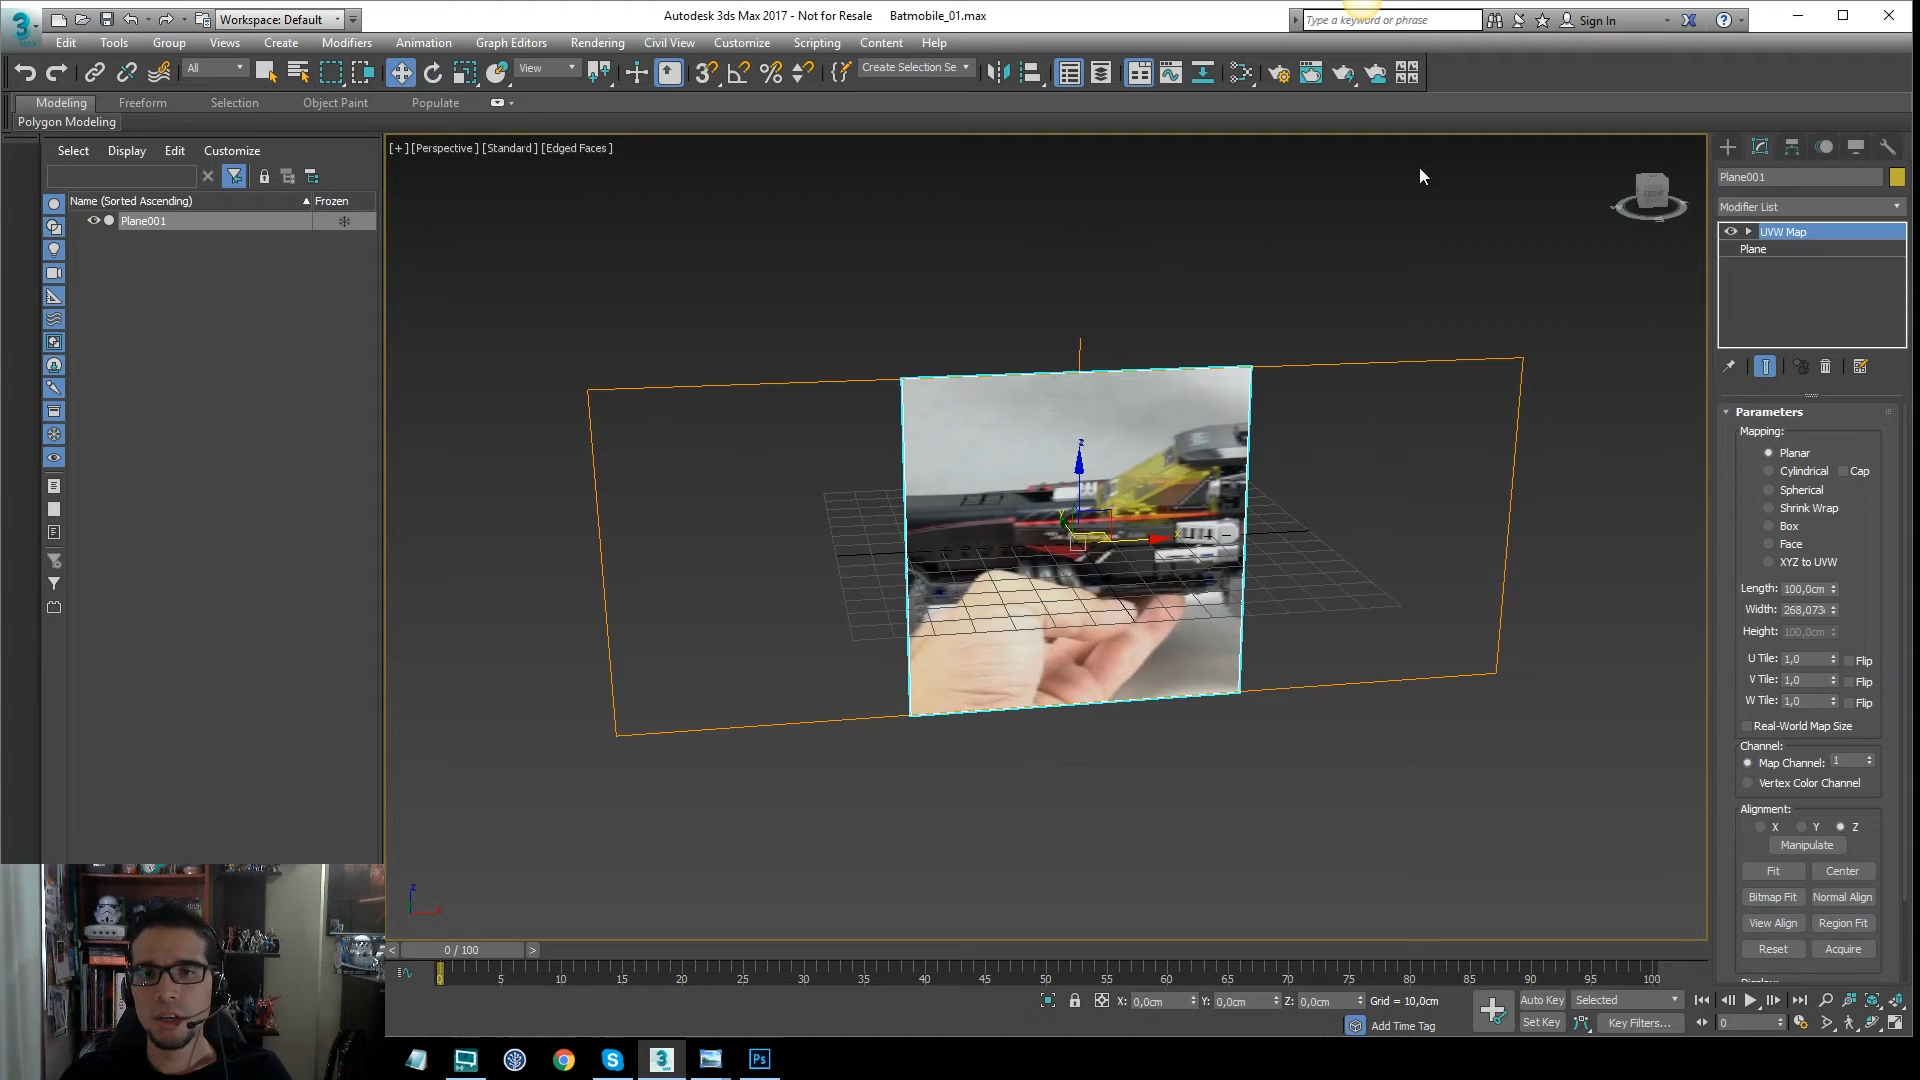 Workspace: Default
Autodesk 3ds Max 2017 - Not for Resale    Batmobile_01.max
Type a keyword or phrase
Sign In
Edit Tools Group Views Create Modifiers Animation Graph Editors Rendering Civil View Customize Scripting Content Help
All
View
Create Selection Se
Modeling Freeform Selection Object Paint Populate
Polygon Modeling
Select Display Edit Customize
[+] [Perspective ] [Standard ] [Edged Faces ]
Name (Sorted Ascending) Frozen
Plane001
Plane001
Modifier List
UVW Map
Plane
Parameters
Mapping:
Planar
Cylindrical Cap
Spherical
Shrink Wrap
Box
Face
XYZ to UVW
Length: 100,0cm
Width: 268,073
Height: 100,0cm
U Tile: 1,0 Flip
V Tile: 1,0 Flip
W Tile: 1,0 Flip
Real-World Map Size
Channel:
Map Channel: 1
Vertex Color Channel
Alignment:
X Y Z
Manipulate
Fit Center
Bitmap Fit Normal Align
View Align Region Fit
Reset Acquire
z
y
x
z
x
< 0 / 100 >
0 5 10 15 20 25 30 35 40 45 50 55 60 65 70 75 80 85 90 95 100
X: 0,0cm Y: 0,0cm Z: 0,0cm Grid = 10,0cm
Auto Key Selected
Set Key Key Filters...
0
Add Time Tag
3
MAX
Ps